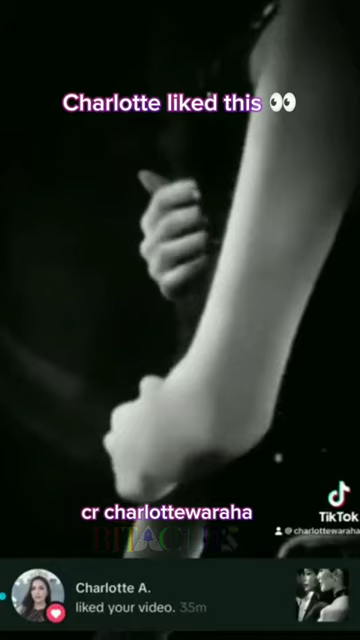 Charlotte liked this 👀
cr charlottewaraha
TikTok
@charlottewaraha
Charlotte A.
liked your video. 35m